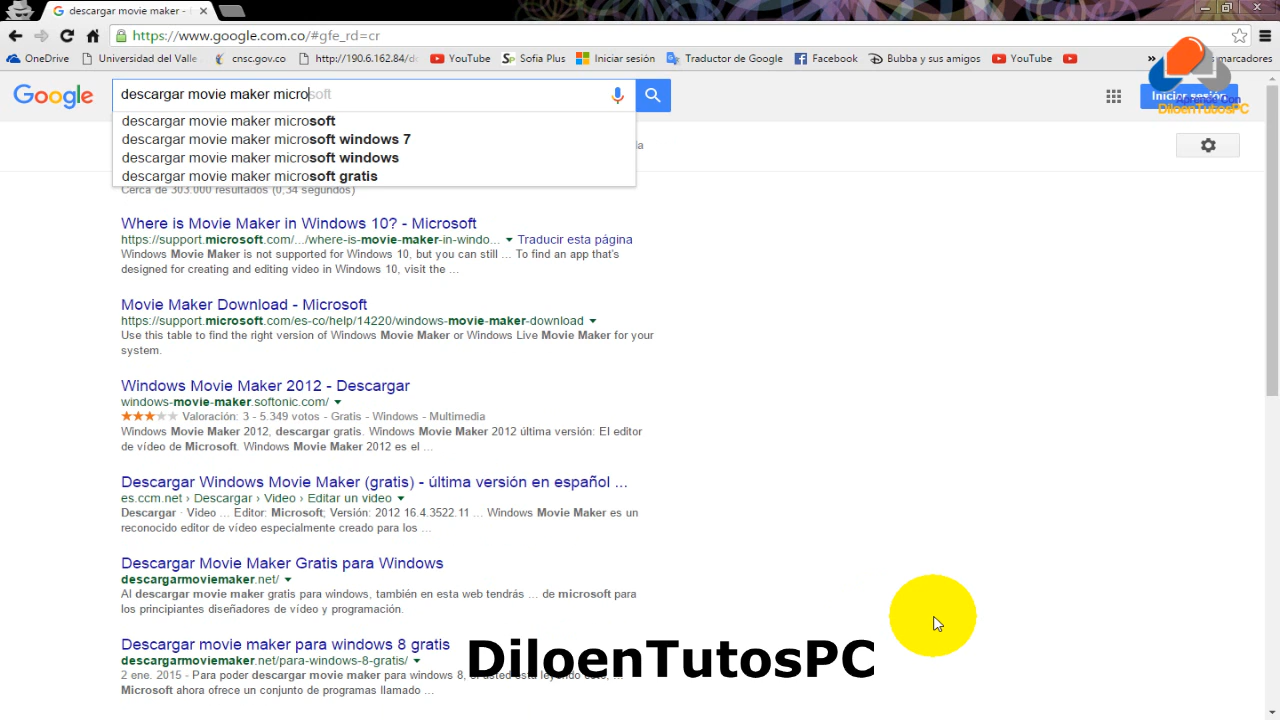 descargar movie maker - 
https://www.google.com.co/#gfe_rd=cr
OneDrive
Universidad del Valle
cnsc.gov.co
http://190.6.162.84/d
YouTube
Sofia Plus
Iniciar sesión
Traductor de Google
Facebook
Bubba y sus amigos
YouTube
»
marcadores
Google
descargar movie maker microsoft
Iniciar sesión
Aprende Con
DiloenTutosPC
descargar movie maker microsoft
descargar movie maker microsoft windows 7
descargar movie maker microsoft windows
descargar movie maker microsoft gratis
Cerca de 303.000 resultados (0,34 segundos)
Where is Movie Maker in Windows 10? - Microsoft
https://support.microsoft.com/.../where-is-movie-maker-in-windo... ▼ Traducir esta página
Windows Movie Maker is not supported for Windows 10, but you can still ... To find an app that's
designed for creating and editing video in Windows 10, visit the ...
Movie Maker Download - Microsoft
https://support.microsoft.com/es-co/help/14220/windows-movie-maker-download ▼
Use this table to find the right version of Windows Movie Maker or Windows Live Movie Maker for your
system.
Windows Movie Maker 2012 - Descargar
windows-movie-maker.softonic.com/ ▼
★★★★★ Valoración: 3 - 5.349 votos - Gratis - Windows - Multimedia
Windows Movie Maker 2012, descargar gratis. Windows Movie Maker 2012 última versión: El editor
de vídeo de Microsoft. Windows Movie Maker 2012 es el ...
Descargar Windows Movie Maker (gratis) - última versión en español ...
es.ccm.net › Descargar › Video › Editar un video ▼
Descargar · Video ... Editor: Microsoft; Versión: 2012 16.4.3522.11 ... Windows Movie Maker es un
reconocido editor de vídeo especialmente creado para los ...
Descargar Movie Maker Gratis para Windows
descargarmoviemaker.net/ ▼
Al descargar movie maker gratis para windows, también en esta web tendrás ... de microsoft para
los principiantes diseñadores de vídeo y programación.
Descargar movie maker para windows 8 gratis
descargarmoviemaker.net/para-windows-8-gratis/ ▼
2 ene. 2015 - Para poder descargar movie maker para windows 8, si usted está leyendo esto, ...
Microsoft ahora ofrece un conjunto de programas llamado ...
DiloenTutosPC